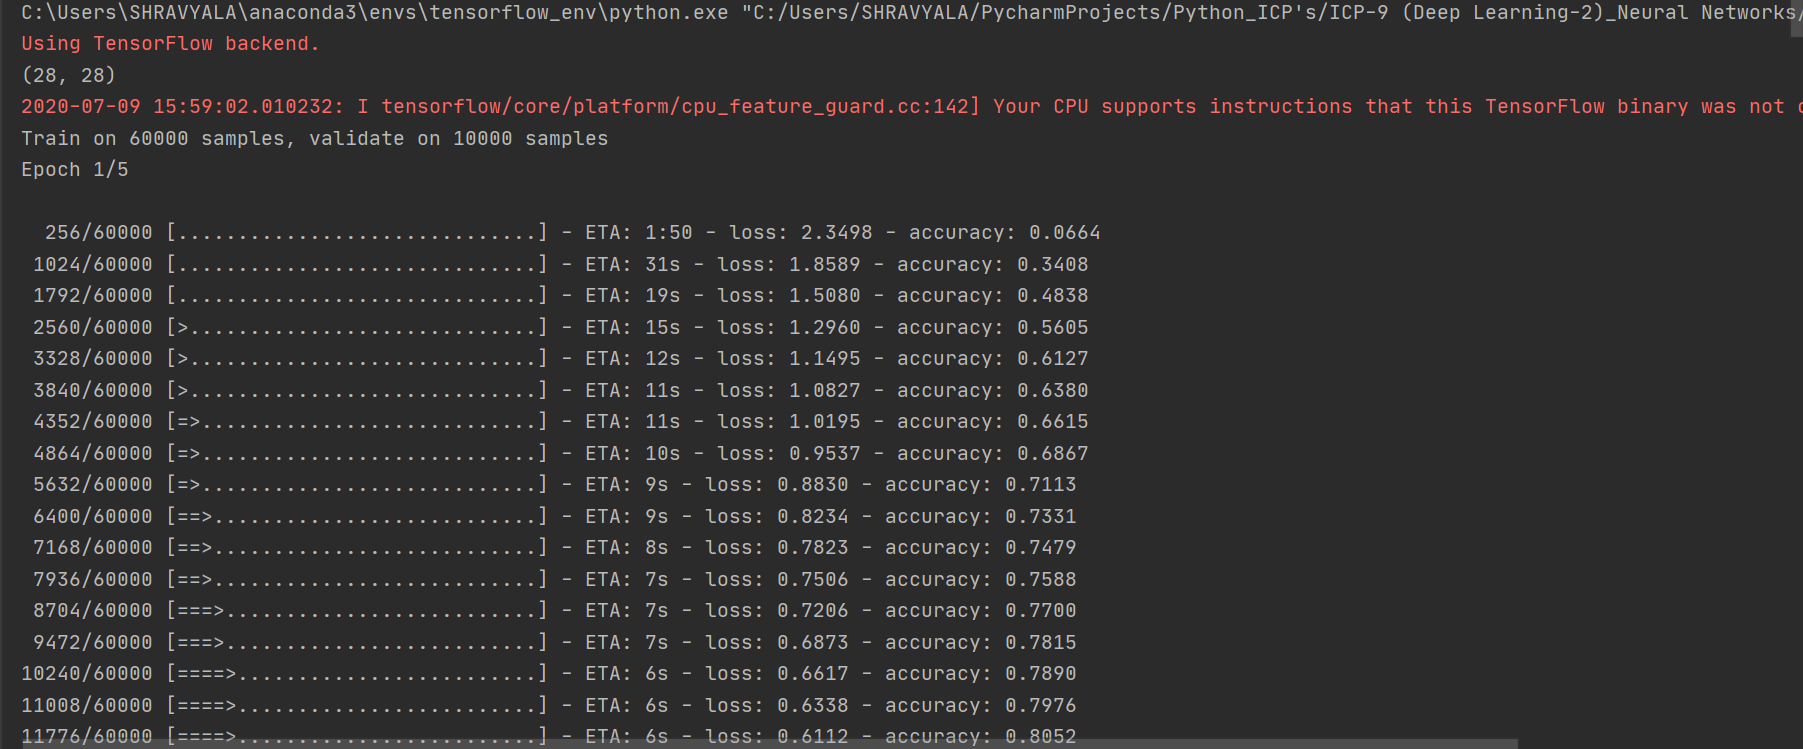 C:\Users\SHRAVYALA\anaconda3\envs\tensorflow_env\python.exe "C:/Users/SHRAVYALA/PycharmProjects/Python_ICP's/ICP-9 (Deep Learning-2)_Neural Networks/
Using TensorFlow backend.
(28, 28)
2020-07-09 15:59:02.010232: I tensorflow/core/platform/cpu_feature_guard.cc:142] Your CPU supports instructions that this TensorFlow binary was not
Train on 60000 samples, validate on 10000 samples
Epoch 1/5
256/60000 [..............................] - ETA: 1:50 - loss: 2.3498 - accuracy: 0.0664
1024/60000 [..............................] - ETA: 31s - loss: 1.8589 - accuracy: 0.3408
1792/60000 [..............................] - ETA: 19s - loss: 1.5080 - accuracy: 0.4838
2560/60000 [>.............................] - ETA: 15s - loss: 1.2960 - accuracy: 0.5605
3328/60000 [>.............................] - ETA: 12s - loss: 1.1495 - accuracy: 0.6127
3840/60000 [>.............................] - ETA: 11s - loss: 1.0827 - accuracy: 0.6380
4352/60000 [=>............................] - ETA: 11s - loss: 1.0195 - accuracy: 0.6615
4864/60000 [=>............................] - ETA: 10s - loss: 0.9537 - accuracy: 0.6867
5632/60000 [=>............................] - ETA: 9s - loss: 0.8830 - accuracy: 0.7113
6400/60000 [==>...........................] - ETA: 9s - loss: 0.8234 - accuracy: 0.7331
7168/60000 [==>...........................] - ETA: 8s - loss: 0.7823 - accuracy: 0.7479
7936/60000 [==>...........................] - ETA: 7s - loss: 0.7506 - accuracy: 0.7588
8704/60000 [===>..........................] - ETA: 7s - loss: 0.7206 - accuracy: 0.7700
9472/60000 [===>..........................] - ETA: 7s - loss: 0.6873 - accuracy: 0.7815
10240/60000 [====>.........................] - ETA: 6s - loss: 0.6617 - accuracy: 0.7890
11008/60000 [====>.........................] - ETA: 6s - loss: 0.6338 - accuracy: 0.7976
11776/60000 [====>.........................] - ETA: 6s - loss: 0.6112 - accuracy: 0.8052